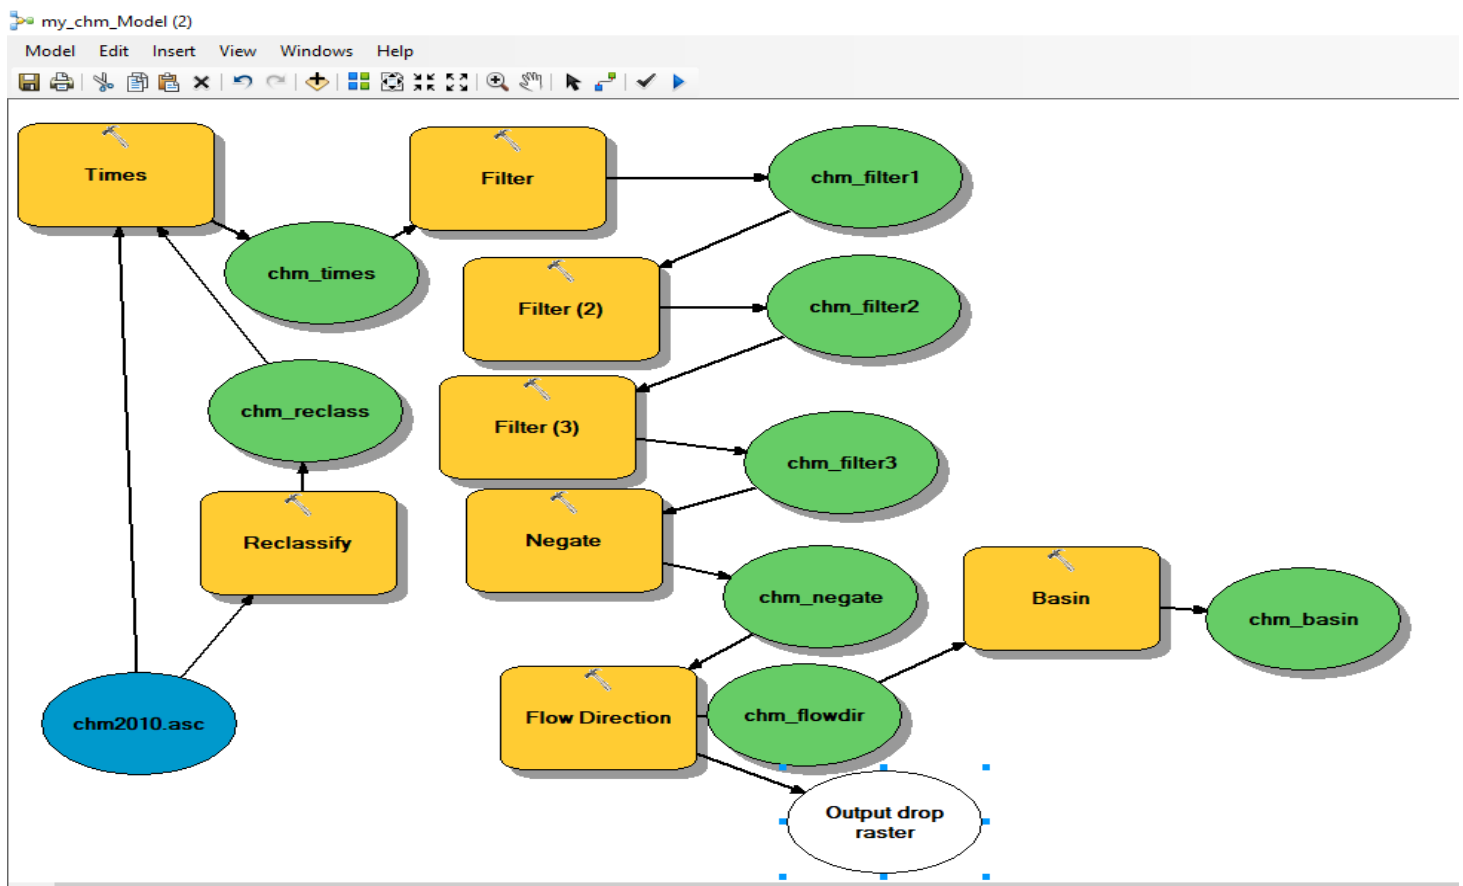 my_chm_Model (2)
Model Edit Insert View Windows Help
Times
Filter
chm_filter1
chm_times
Filter (2)
chm_filter2
chm_reclass
Filter (3)
chm_filter3
Reclassify
Negate
chm_negate
Basin
chm_basin
chm2010.asc
Flow Direction
chm_flowdir
Output drop
raster